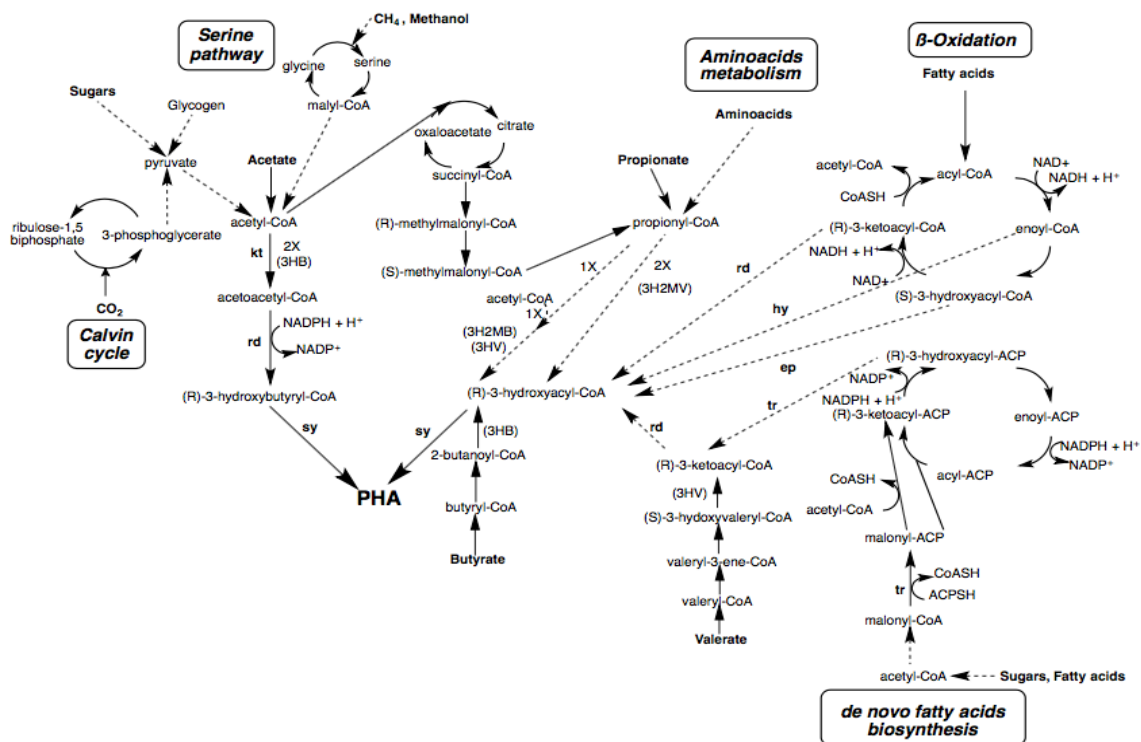 Serine
pathway
CH4 , Methanol
glycine
serine
malyl-CoA
Sugars
Glycogen
pyruvate
Acetate
acetyl-CoA
ribulose-1,5
biphosphate
3-phosphoglycerate
CO2
Calvin
cycle
kt
2X
(3HB)
acetoacetyl-CoA
rd
NADPH + H+
NADP+
(R)-3-hydroxybutyryl-CoA
sy
sy
PHA
oxaloacetate
citrate
succinyl-CoA
(R)-methylmalonyl-CoA
(S)-methylmalonyl-CoA
Aminoacids
metabolism
Aminoacids
Propionate
propionyl-CoA
1X
2X
(3H2MV)
acetyl-CoA
1X
(3H2MB)
(3HV)
(R)-3-hydroxyacyl-CoA
(3HB)
2-butanoyl-CoA
butyryl-CoA
Butyrate
ß-Oxidation
Fatty acids
acetyl-CoA
CoASH
acyl-CoA
NAD+
NADH + H+
(R)-3-ketoacyl-CoA
enoyl-CoA
NADH + H+
NAD+
(S)-3-hydroxyacyl-CoA
rd
hy
ep
tr
rd
(R)-3-ketoacyl-CoA
(3HV)
(S)-3-hydoxyvaleryl-CoA
valeryl-3-ene-CoA
valeryl-CoA
Valerate
(R)-3-hydroxyacyl-ACP
NADP+
NADPH + H+
(R)-3-ketoacyl-ACP
enoyl-ACP
NADPH + H+
NADP+
acyl-ACP
CoASH
acetyl-CoA
malonyl-ACP
CoASH
tr
ACPSH
malonyl-CoA
acetyl-CoA
Sugars, Fatty acids
de novo fatty acids
biosynthesis